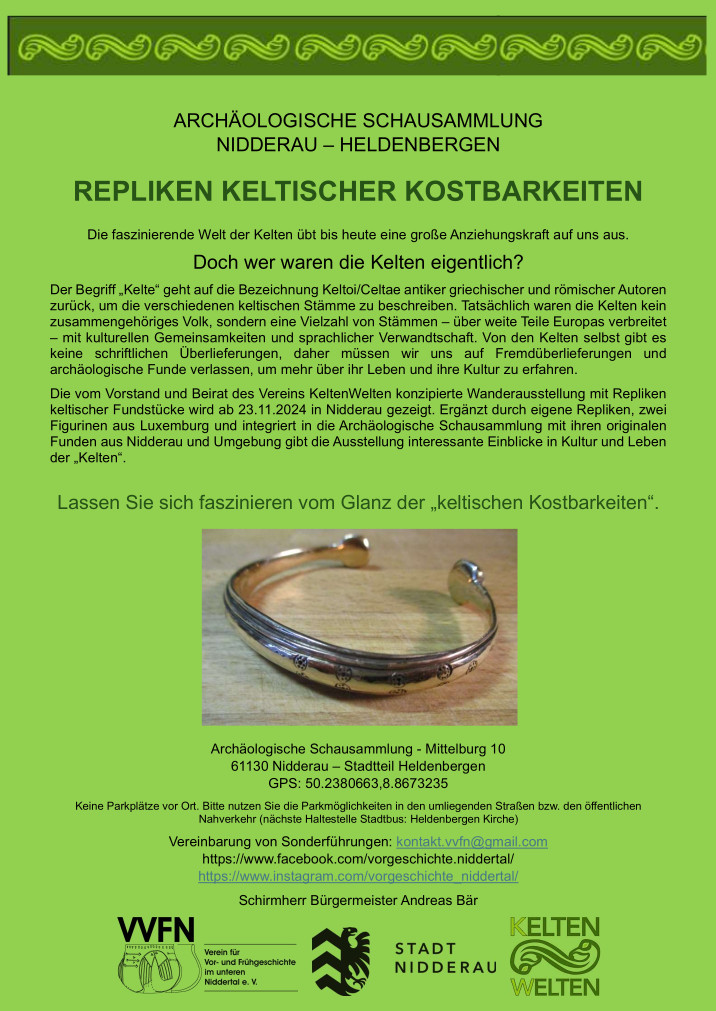 ARCHÄOLOGISCHE SCHAUSAMMLUNG
NIDDERAU – HELDENBERGEN
REPLIKEN KELTISCHER KOSTBARKEITEN
Die faszinierende Welt der Kelten übt bis heute eine große Anziehungskraft auf uns aus.
Doch wer waren die Kelten eigentlich?
Der Begriff „Kelte“ geht auf die Bezeichnung Keltoi/Celtae antiker griechischer und römischer Autoren
zurück, um die verschiedenen keltischen Stämme zu beschreiben. Tatsächlich waren die Kelten kein
zusammengehöriges Volk, sondern eine Vielzahl von Stämmen – über weite Teile Europas verbreitet
– mit kulturellen Gemeinsamkeiten und sprachlicher Verwandtschaft. Von den Kelten selbst gibt es
keine schriftlichen Überlieferungen, daher müssen wir uns auf Fremdüberlieferungen und
archäologische Funde verlassen, um mehr über ihr Leben und ihre Kultur zu erfahren.
Die vom Vorstand und Beirat des Vereins KeltenWelten konzipierte Wanderausstellung mit Repliken
keltischer Fundstücke wird ab 23.11.2024 in Nidderau gezeigt. Ergänzt durch eigene Repliken, zwei
Figurinen aus Luxemburg und integriert in die Archäologische Schausammlung mit ihren originalen
Funden aus Nidderau und Umgebung gibt die Ausstellung interessante Einblicke in Kultur und Leben
der „Kelten“.
Lassen Sie sich faszinieren vom Glanz der „keltischen Kostbarkeiten“.
Archäologische Schausammlung - Mittelburg 10
61130 Nidderau – Stadtteil Heldenbergen
GPS: 50.2380663,8.8673235
Keine Parkplätze vor Ort. Bitte nutzen Sie die Parkmöglichkeiten in den umliegenden Straßen bzw. den öffentlichen
Nahverkehr (nächste Haltestelle Stadtbus: Heldenbergen Kirche)
Vereinbarung von Sonderführungen: kontakt.vvfn@gmail.com
https://www.facebook.com/vorgeschichte.niddertal/
https://www.instagram.com/vorgeschichte_niddertal/
Schirmherr Bürgermeister Andreas Bär
VVFN
Verein für
Vor- und Frühgeschichte
im unteren
Niddertal e. V.
STADT
NIDDERAU
KELTEN
WELTEN